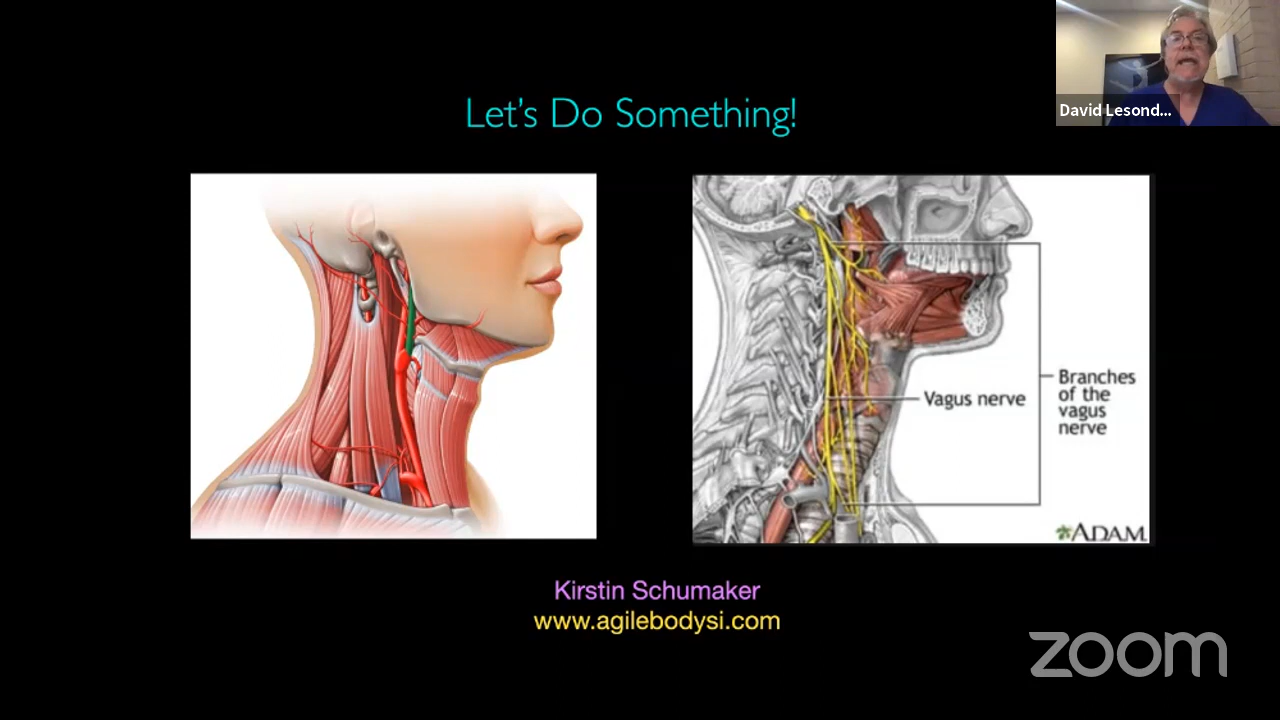 David Lesond...
Let's Do Something!
Vagus nerve
Branches
of the
vagus
nerve
ADAM
Kirstin Schumaker
www.agilebodysi.com
zoom